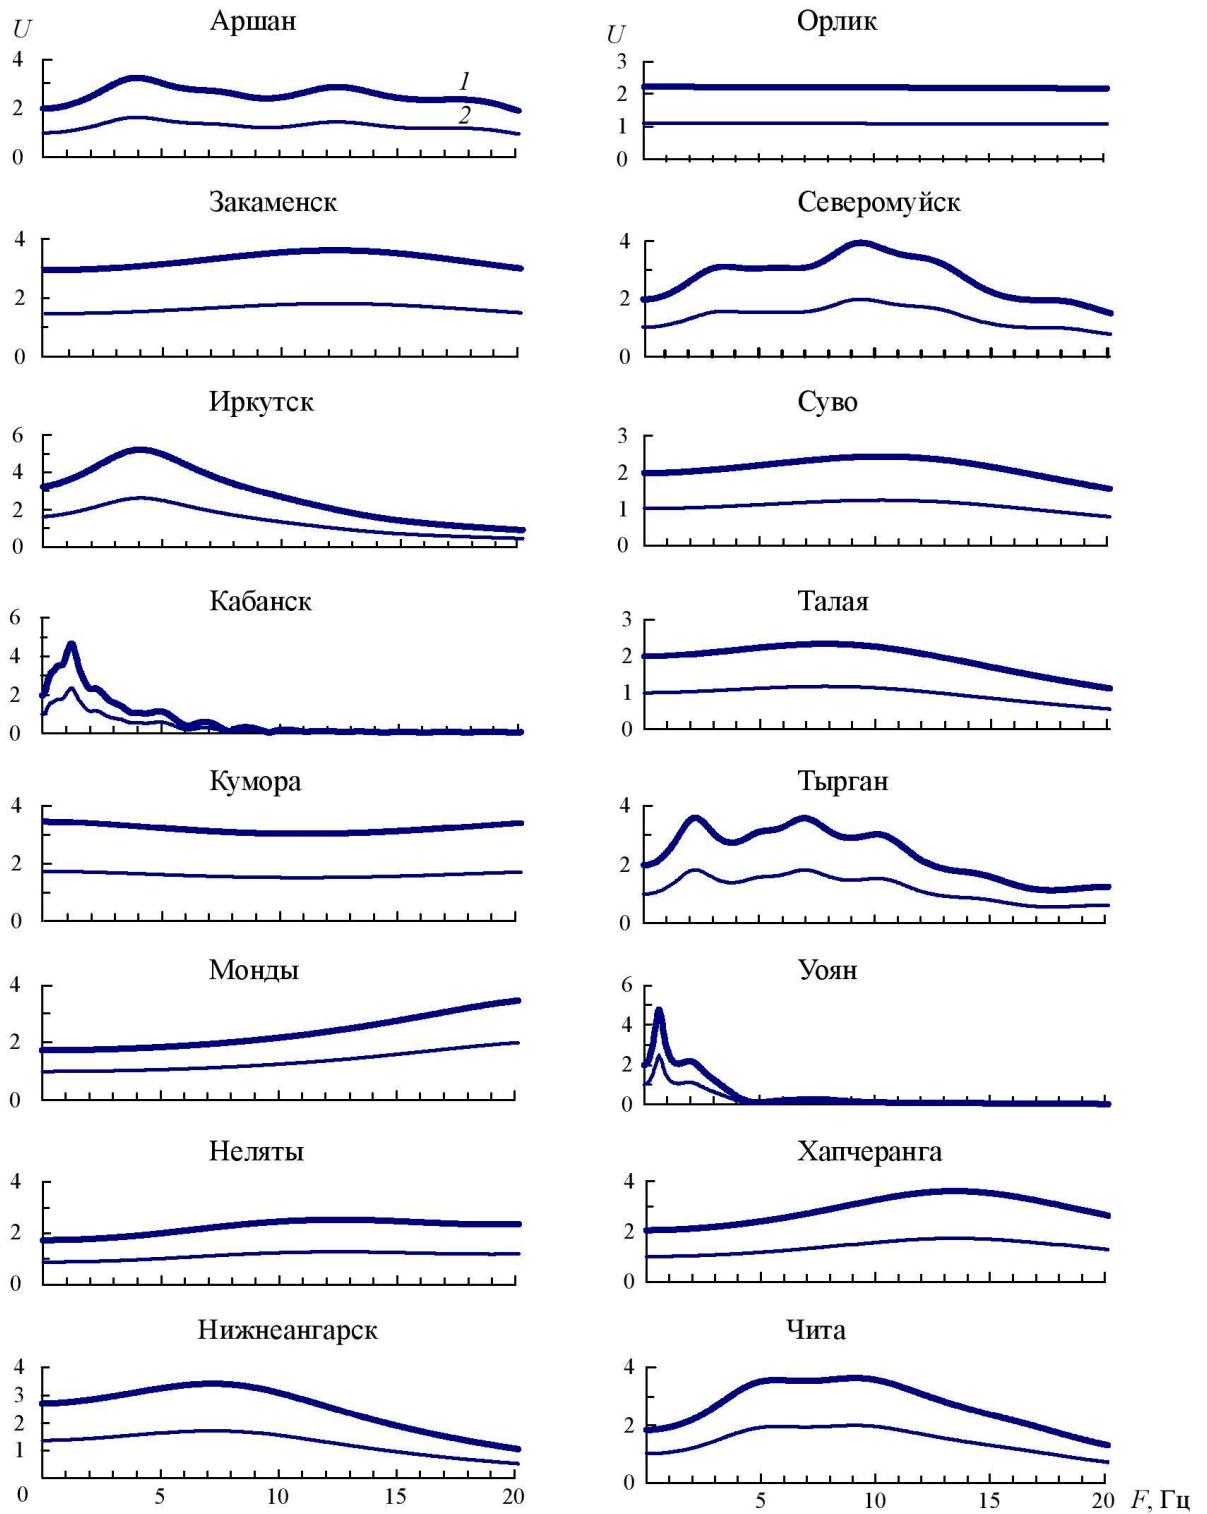 Аршан
U
4
2
0
1
2
Орлик
U
3
2
1
0
Закаменск
4
2
0
Северомуйск
4
2
0
Иркутск
6
4
2
0
Суво
3
2
1
0
Кабанск
6
4
2
0
Талая
3
2
1
0
Кумора
4
2
0
Тырган
4
2
0
Монды
4
2
0
Уоян
6
4
2
0
Неляты
4
2
0
Хапчеранга
4
2
0
Нижнеангарск
4
3
2
1
0 5 10 15 20
Чита
4
2
0
5 10 15 20 F, Гц